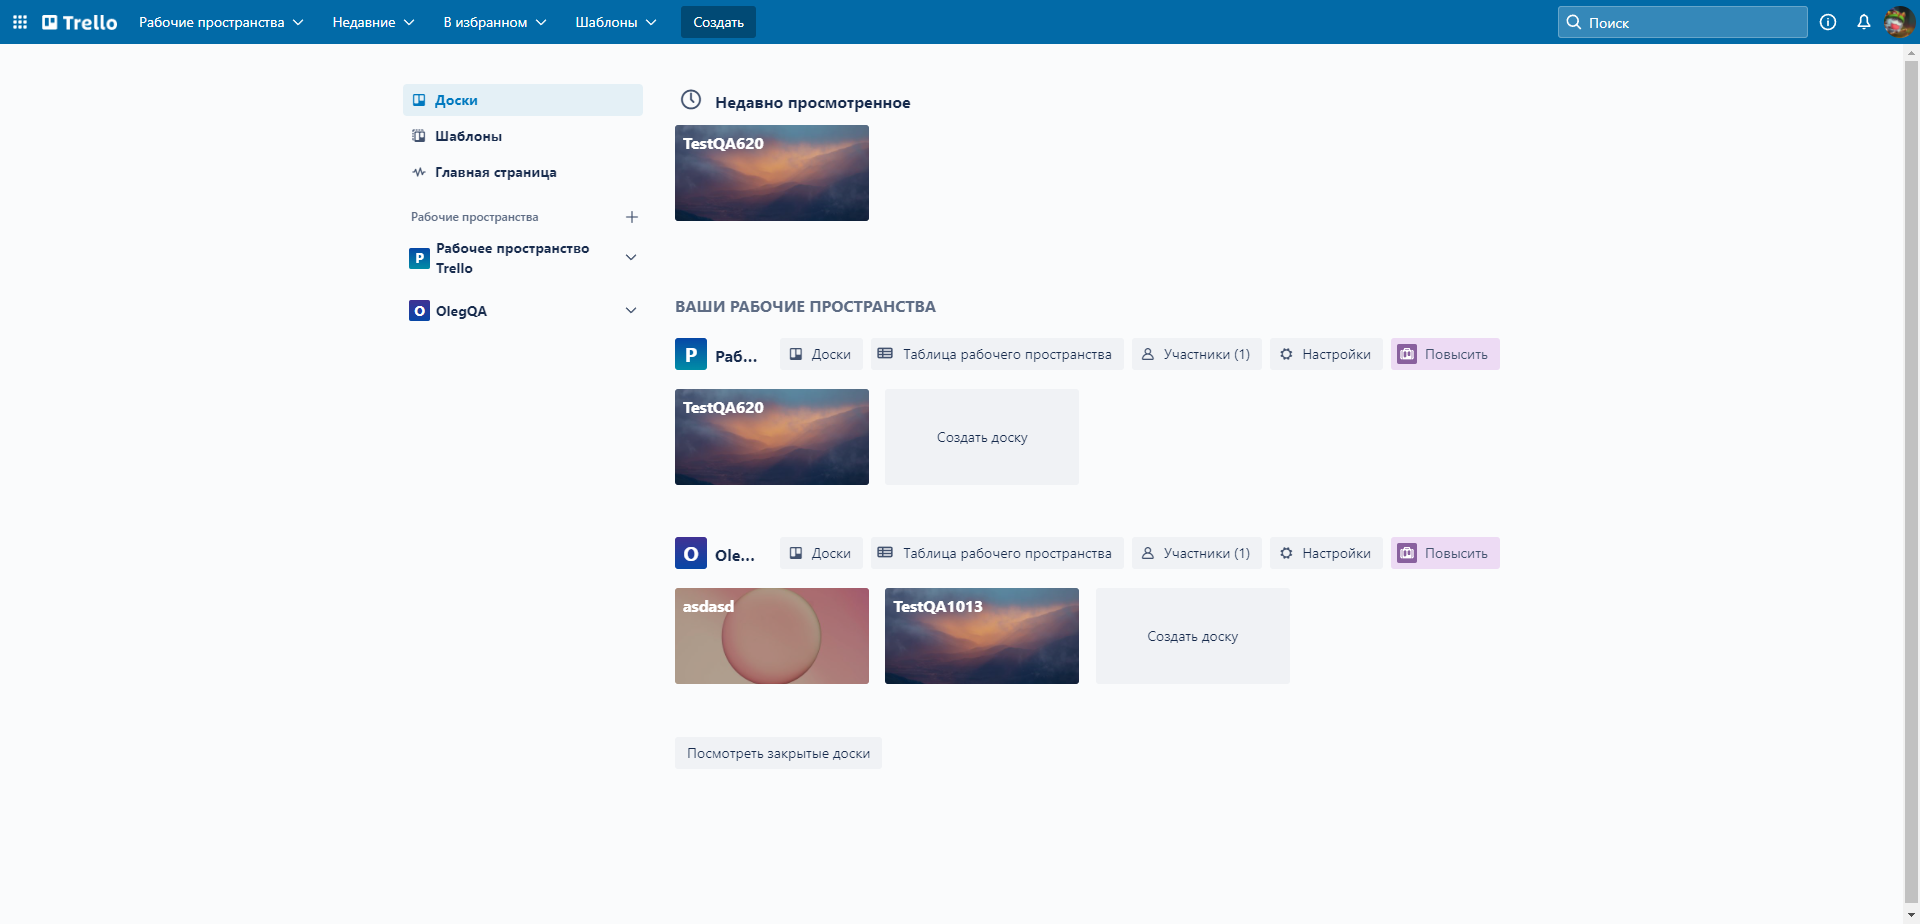 Trello Рабочие пространства Недавние В избранном Шаблоны Создать Поиск
Доски
Шаблоны
Главная страница
Рабочие пространства
P Рабочее пространство
Trello
O OlegQA
Недавно просмотренное
TestQA620
ВАШИ РАБОЧИЕ ПРОСТРАНСТВА
P Раб... Доски Таблица рабочего пространства Участники (1) Настройки Повысить
TestQA620
Создать доску
O Ole... Доски Таблица рабочего пространства Участники (1) Настройки Повысить
asdasd TestQA1013
Создать доску
Посмотреть закрытые доски